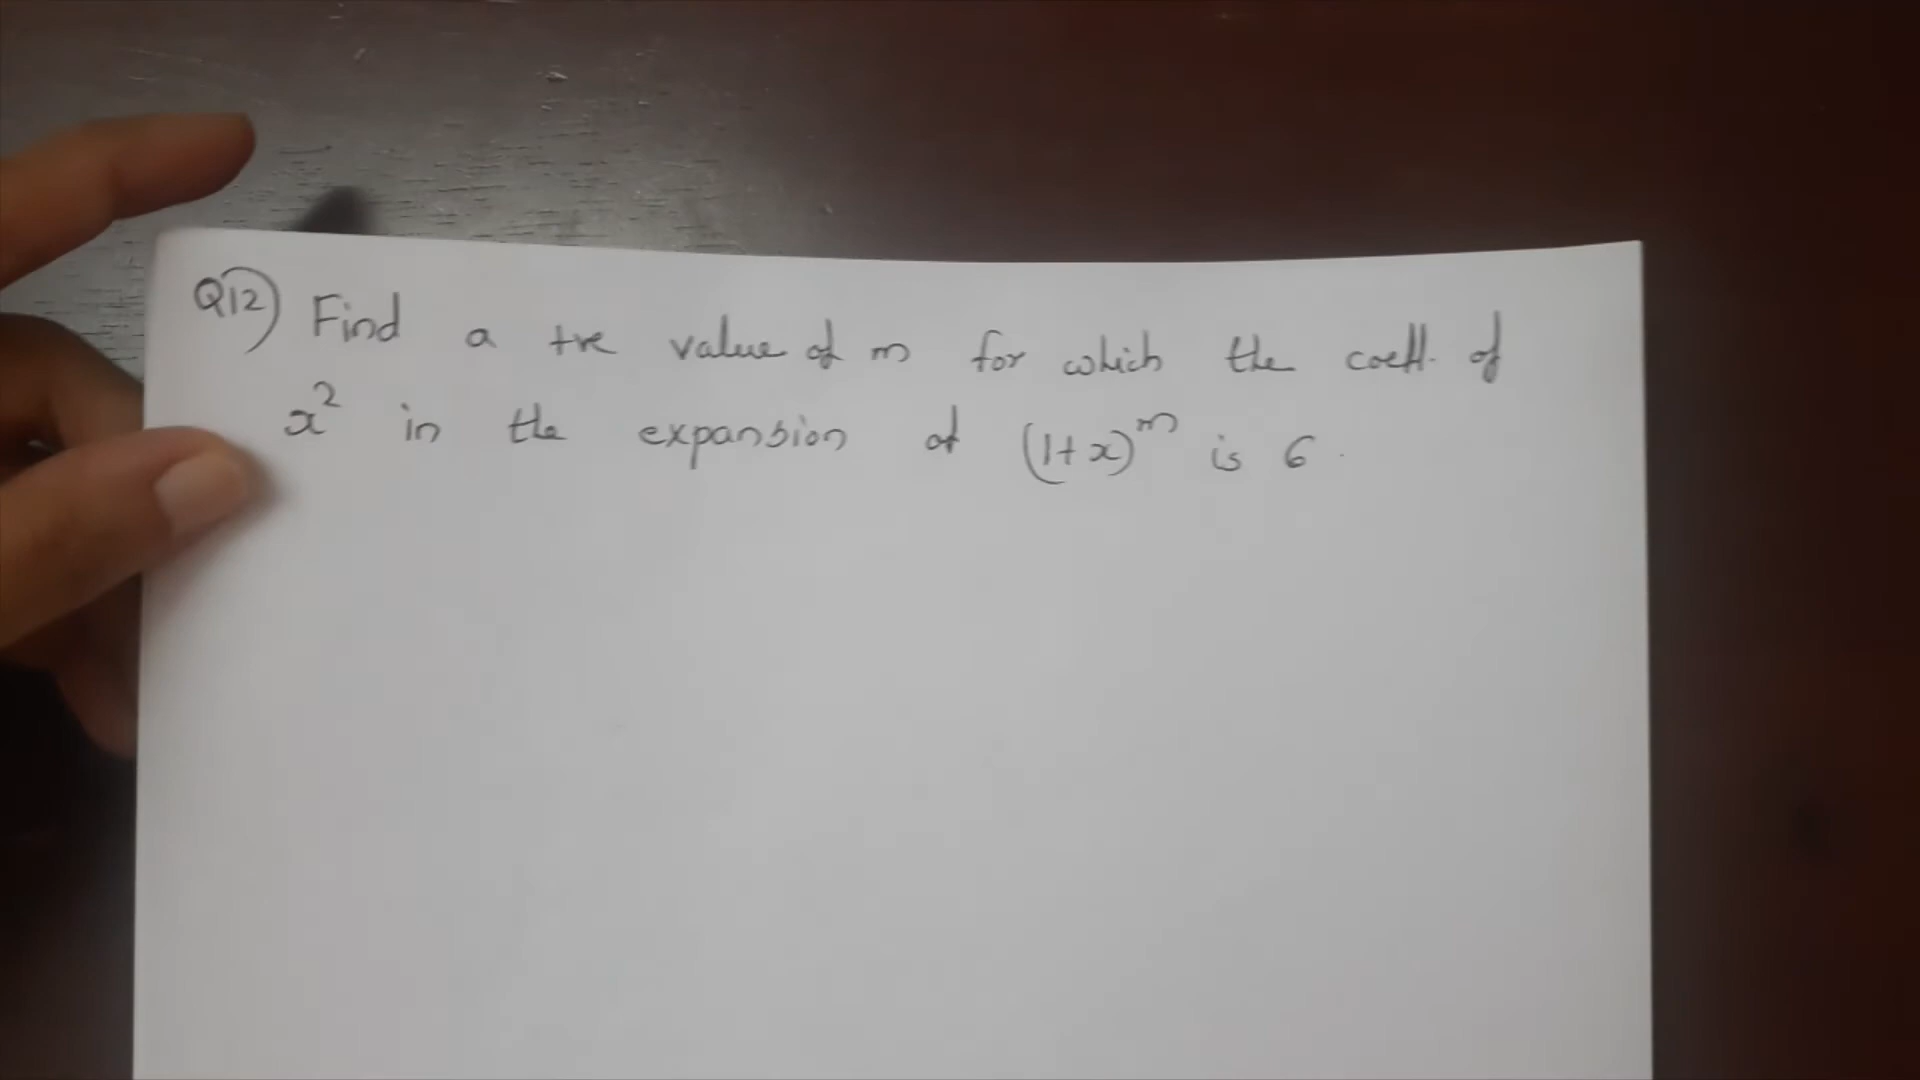 Q12) Find a +ve value of m for which the coeff. of
x² in the expansion of (1+x)^m is 6.